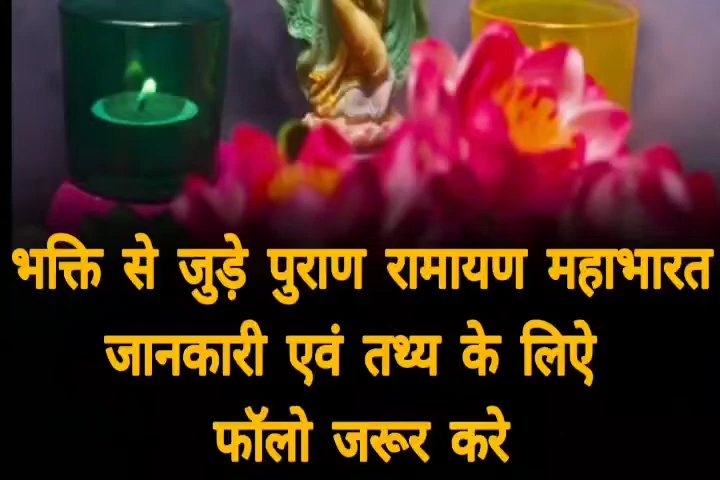 भक्ति से जुड़े पुराण रामायण महाभारत
जानकारी एवं तथ्य के लिऐ
फॉलो जरूर करे